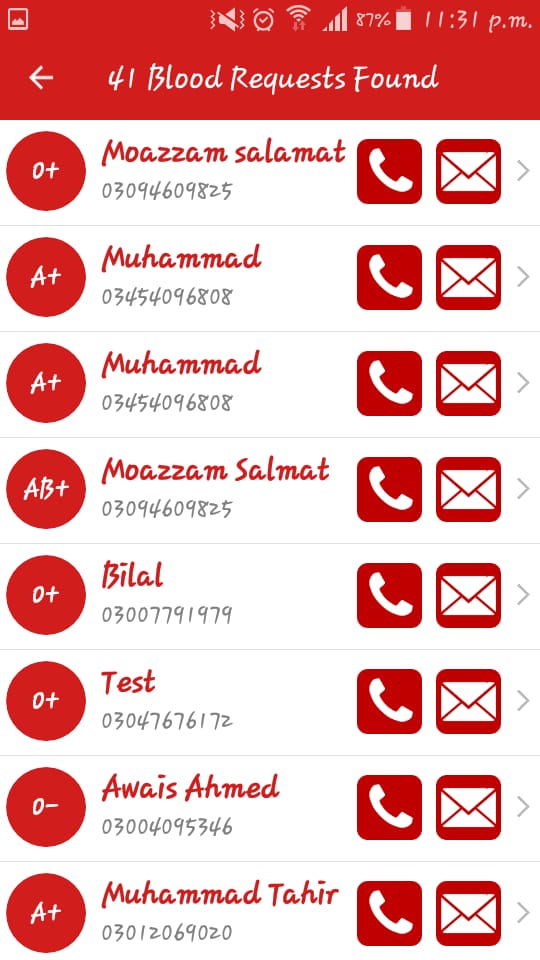 87% 11:31 p.m.
41 Blood Requests Found
O+
Moazzam salamat
03094609825
A+
Muhammad
03454096808
A+
Muhammad
03454096808
AB+
Moazzam Salmat
03094609825
O+
Bilal
03007791979
O+
Test
03047676172
O-
Awais Ahmed
03004095346
A+
Muhammad Tahir
03012069020